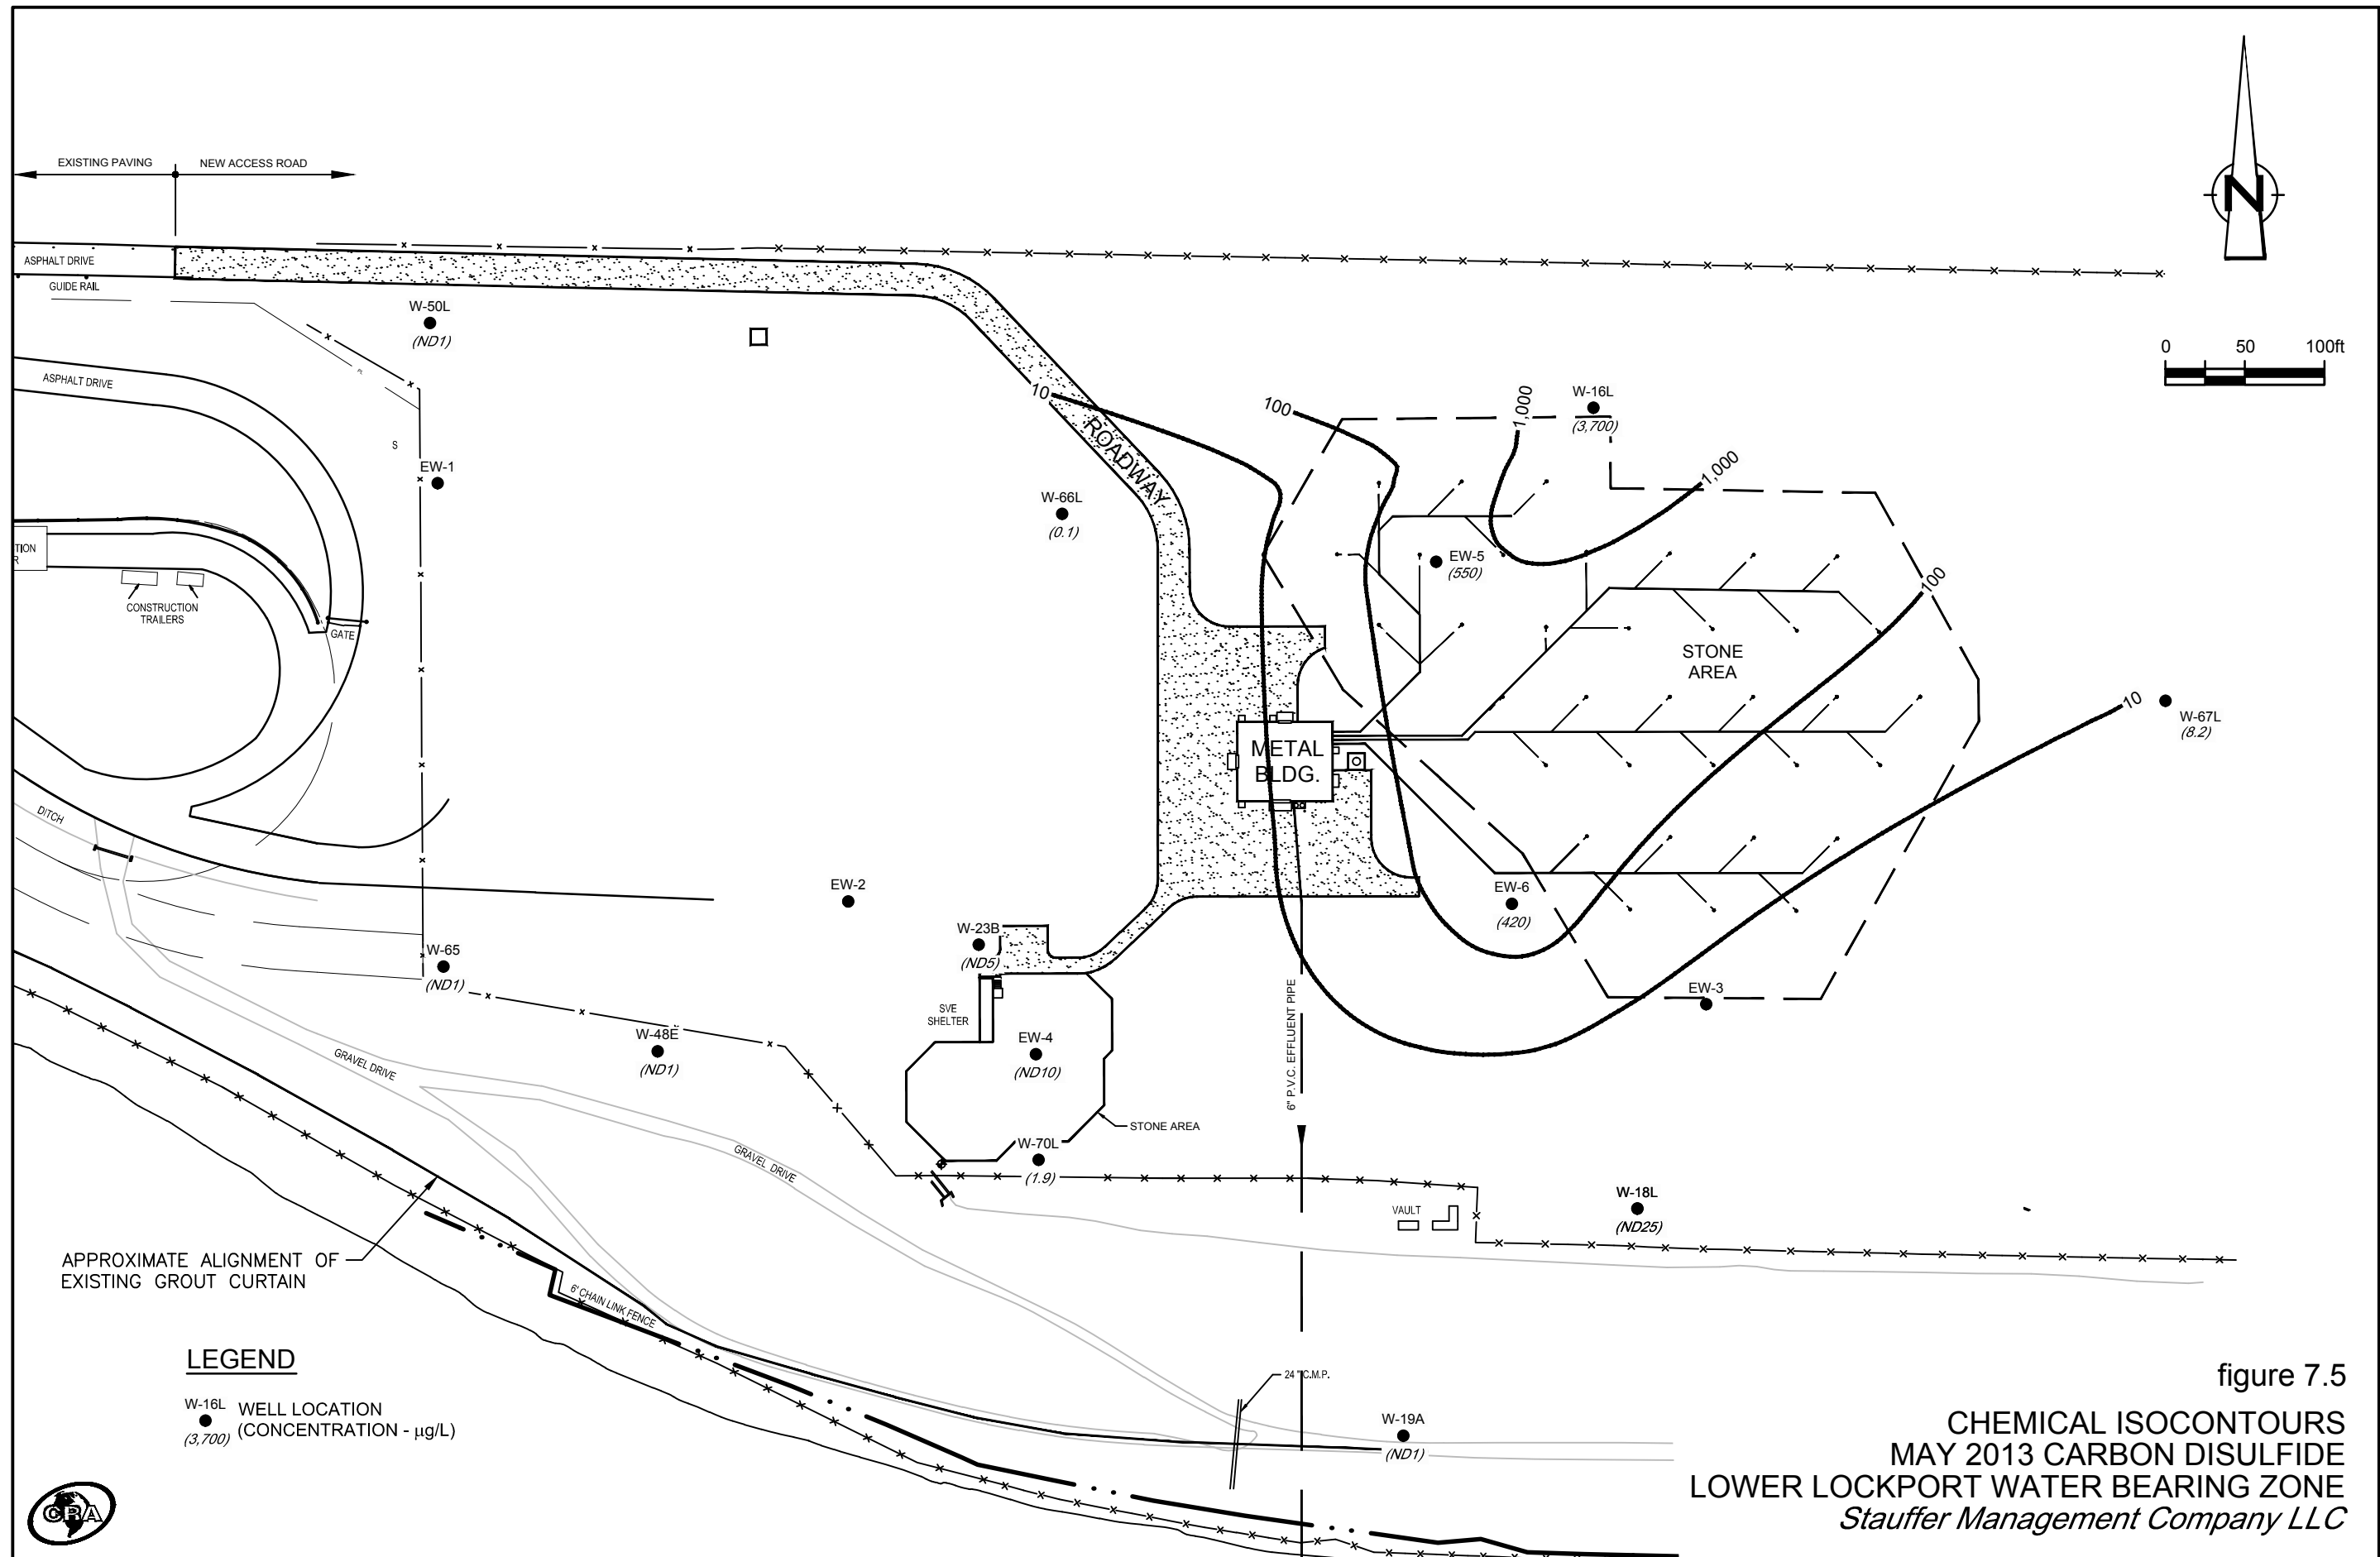 EXISTING PAVING
NEW ACCESS ROAD
N
ASPHALT DRIVE
GUIDE RAIL
W-50L
(ND1)
0 50 100ft
ASPHALT DRIVE
10
100
1,000
W-16L
(3,700)
ROADWAY
S
EW-1
1,000
W-66L
(0.1)
TION
R
EW-5
(550)
CONSTRUCTION
TRAILERS
GATE
100
STONE
AREA
10
W-67L
(8.2)
METAL
BLDG.
DITCH
EW-2
EW-6
(420)
W-23B
(ND5)
W-65
(ND1)
EW-3
SVE
SHELTER
6" P.V.C. EFFLUENT PIPE
W-48E
(ND1)
EW-4
(ND10)
GRAVEL DRIVE
STONE AREA
GRAVEL DRIVE
W-70L
(1.9)
VAULT
W-18L
(ND25)
APPROXIMATE ALIGNMENT OF
EXISTING GROUT CURTAIN
6' CHAIN LINK FENCE
LEGEND
W-16L
(3,700)
WELL LOCATION
(CONCENTRATION - µg/L)
24 " C.M.P.
W-19A
(ND1)
figure 7.5
CHEMICAL ISOCONTOURS
MAY 2013 CARBON DISULFIDE
LOWER LOCKPORT WATER BEARING ZONE
Stauffer Management Company LLC
CRA